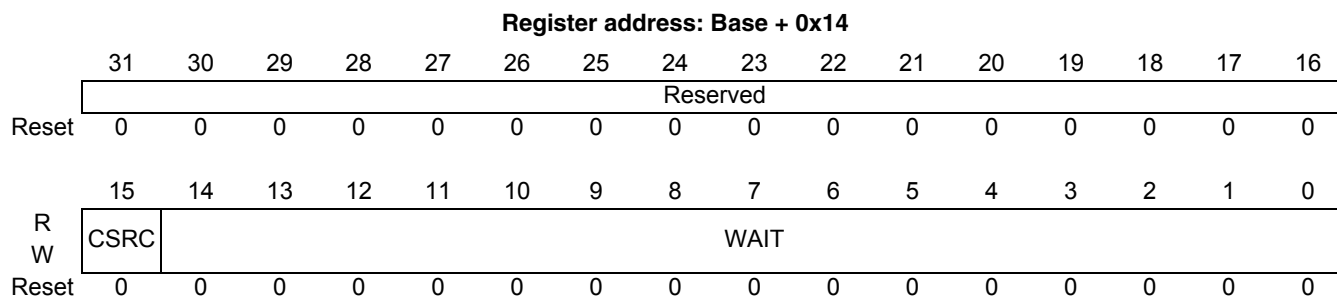 Register address: Base + 0x14
31 30 29 28 27 26 25 24 23 22 21 20 19 18 17 16
Reserved
Reset 0 0 0 0 0 0 0 0 0 0 0 0 0 0 0 0
15 14 13 12 11 10 9 8 7 6 5 4 3 2 1 0
R
W
CSRC WAIT
Reset 0 0 0 0 0 0 0 0 0 0 0 0 0 0 0 0